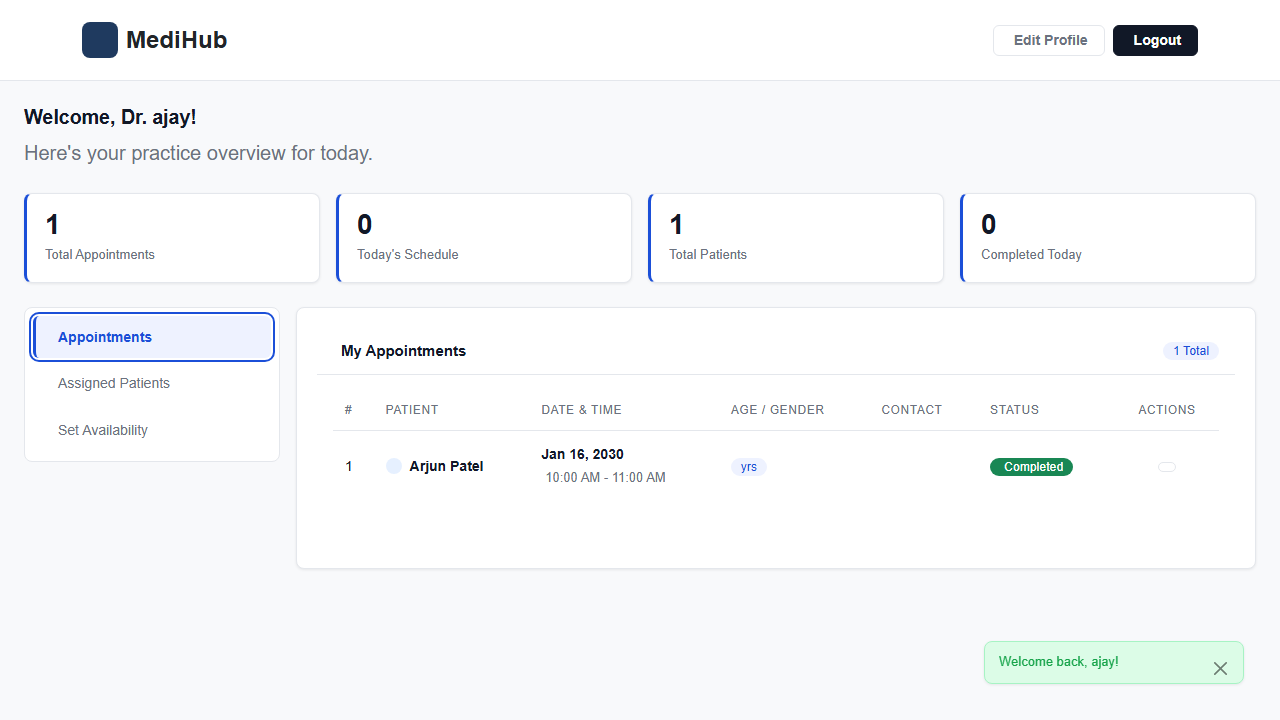 MediHub
Edit Profile
Logout
Welcome, Dr. ajay!
Here's your practice overview for today.
1
Total Appointments
0
Today's Schedule
1
Total Patients
0
Completed Today
Appointments
Assigned Patients
Set Availability
My Appointments
1 Total
# PATIENT DATE & TIME AGE / GENDER CONTACT STATUS ACTIONS
1 Arjun Patel Jan 16, 2030 yrs Completed
10:00 AM - 11:00 AM
Welcome back, ajay!